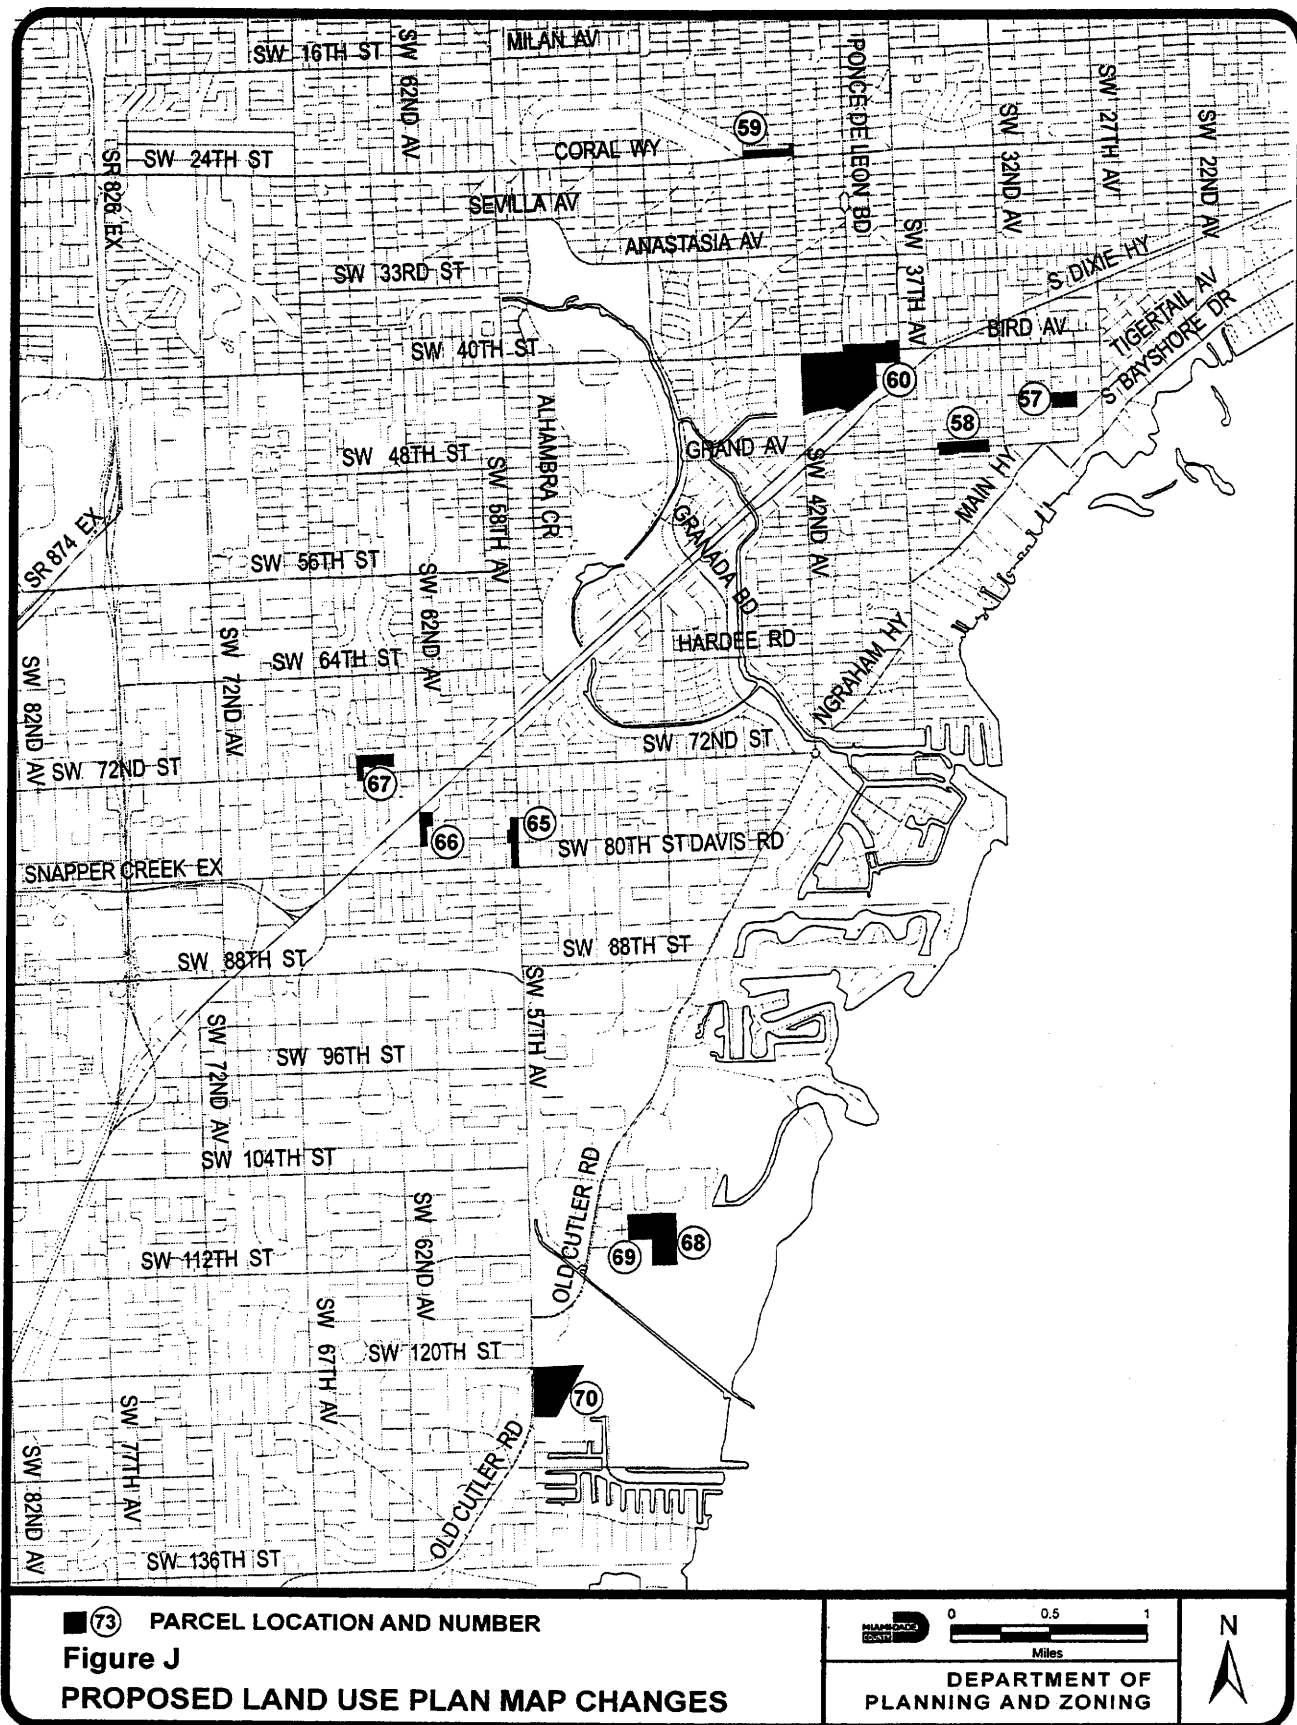 SW 16TH ST
SW 62ND AV
MILAN AV
PONCE DE LEON BD
SW 27TH AV
SW 32ND AV
SW 22ND AV
59
SR 826 EX
SW 24TH ST
CORAL WY
SEVILLA AV
ANASTASIA AV
SW 37TH AV
SW 33RD ST
S DIXIE HY
TIGERTAIL AV
S BAYSHORE DR
BIRD AV
SW 40TH ST
60
57
58
ALHAMBRA CR
GRAND AV
SW 48TH ST
SW 58TH AV
SW 42ND AV
MAIN HY
SR 874 EX
GRANADA BD
SW 56TH ST
SW 62ND AV
HARDEE RD
NGRAHAM HY
SW 72ND AV
SW 64TH ST
SW 82ND AV
SW 72ND ST
SW 72ND ST
67
65
66
SW 80TH ST DAVIS RD
SNAPPER CREEK EX
SW 88TH ST
SW 88TH ST
SW 57TH AV
SW 72ND AV
SW 96TH ST
SW 104TH ST
OLD CUTLER RD
SW 62ND AV
69
68
SW 112TH ST
SW 67TH AV
SW 120TH ST
70
SW 77TH AV
SW 82ND AV
OLD CUTLER RD
SW 136TH ST
73 PARCEL LOCATION AND NUMBER
Figure J
PROPOSED LAND USE PLAN MAP CHANGES
MIAMI-DADE
COUNTY
0 0.5 1
Miles
DEPARTMENT OF
PLANNING AND ZONING
N